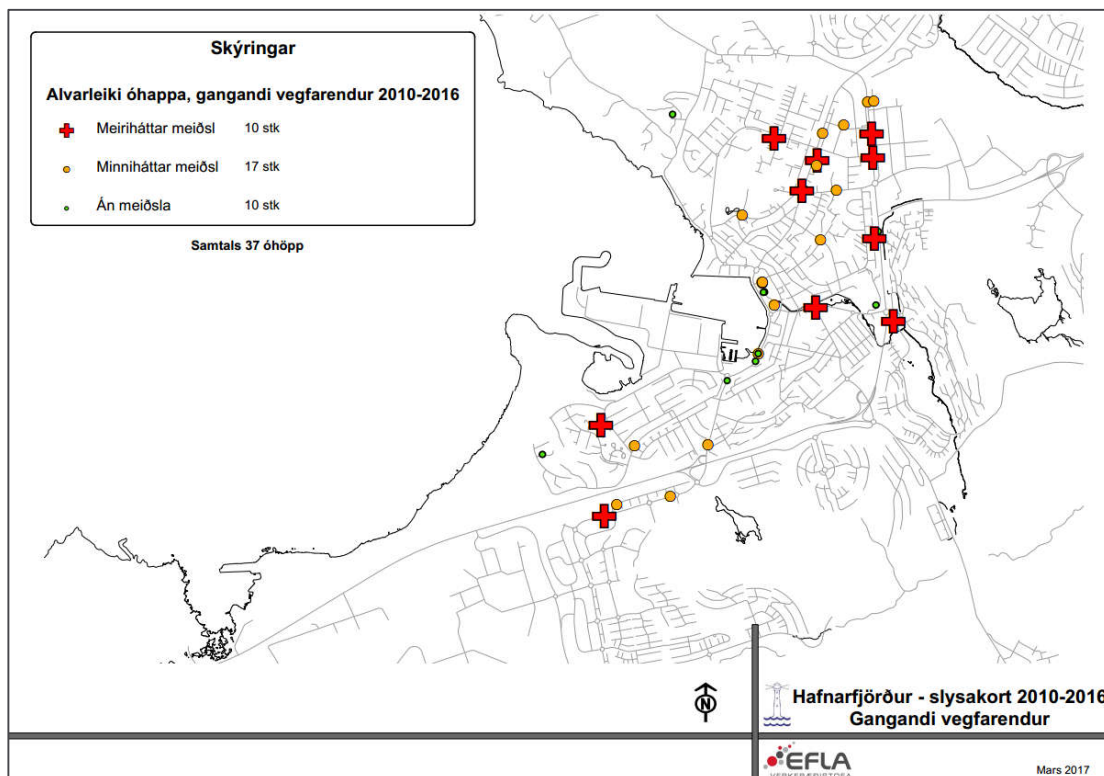 Skýringar
Alvarleiki óhappa, gangandi vegfarendur 2010-2016
Meiriháttar meiðsl 10 stk
Minniháttar meiðsl 17 stk
Án meiðsla 10 stk
Samtals 37 óhöpp
N
Hafnarfjörður - slysakort 2010-2016
Gangandi vegfarendur
EFLA
Mars 2017